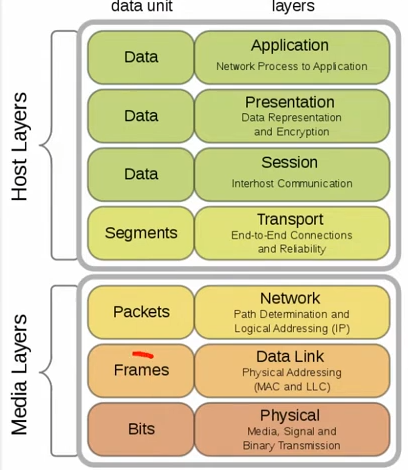 data unit layers
Host Layers
Data
Application
Network Process to Application
Data
Presentation
Data Representation
and Encryption
Data
Session
Interhost Communication
Segments
Transport
End-to-End Connections
and Reliability
Media Layers
Packets
Network
Path Determination and
Logical Addressing (IP)
Frames
Data Link
Physical Addressing
(MAC and LLC)
Bits
Physical
Media, Signal and
Binary Transmission